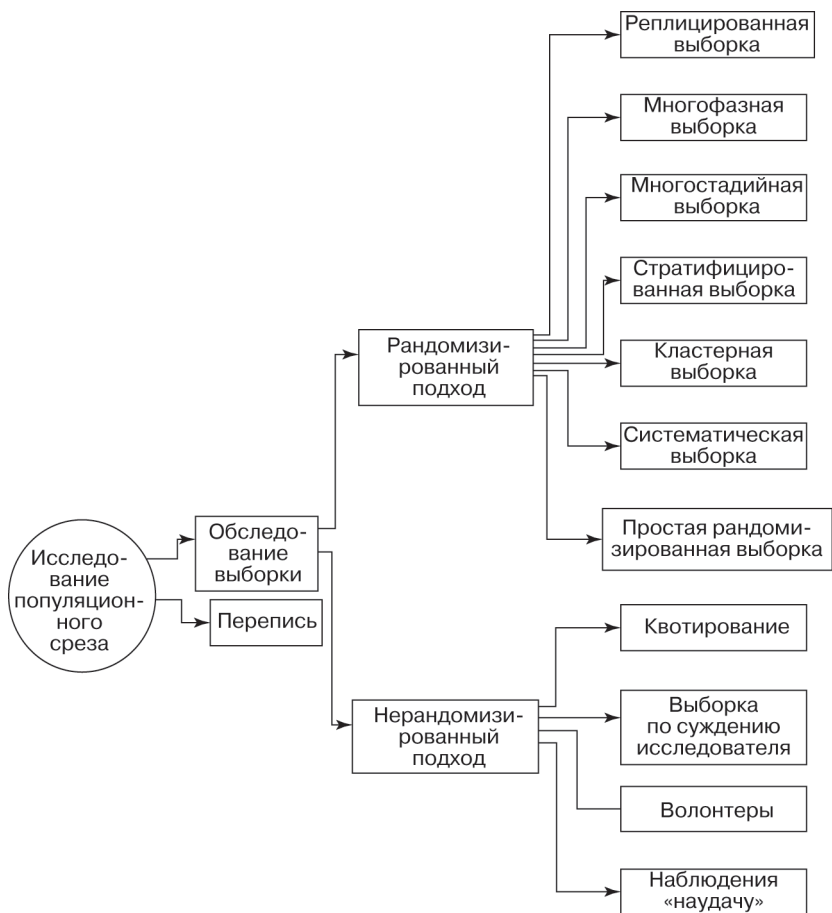 Исследо-
вание
популяцион-
ного
среза
Обследо-
вание
выборки
Перепись
Рандомизи-
рованный
подход
Реплицированная
выборка
Многофазная
выборка
Многостадийная
выборка
Стратифициро-
ванная выборка
Кластерная
выборка
Систематическая
выборка
Простая рандоми-
зированная выборка
Нерандомизи-
рованный
подход
Квотирование
Выборка
по суждению
исследователя
Волонтеры
Наблюдения
«наудачу»